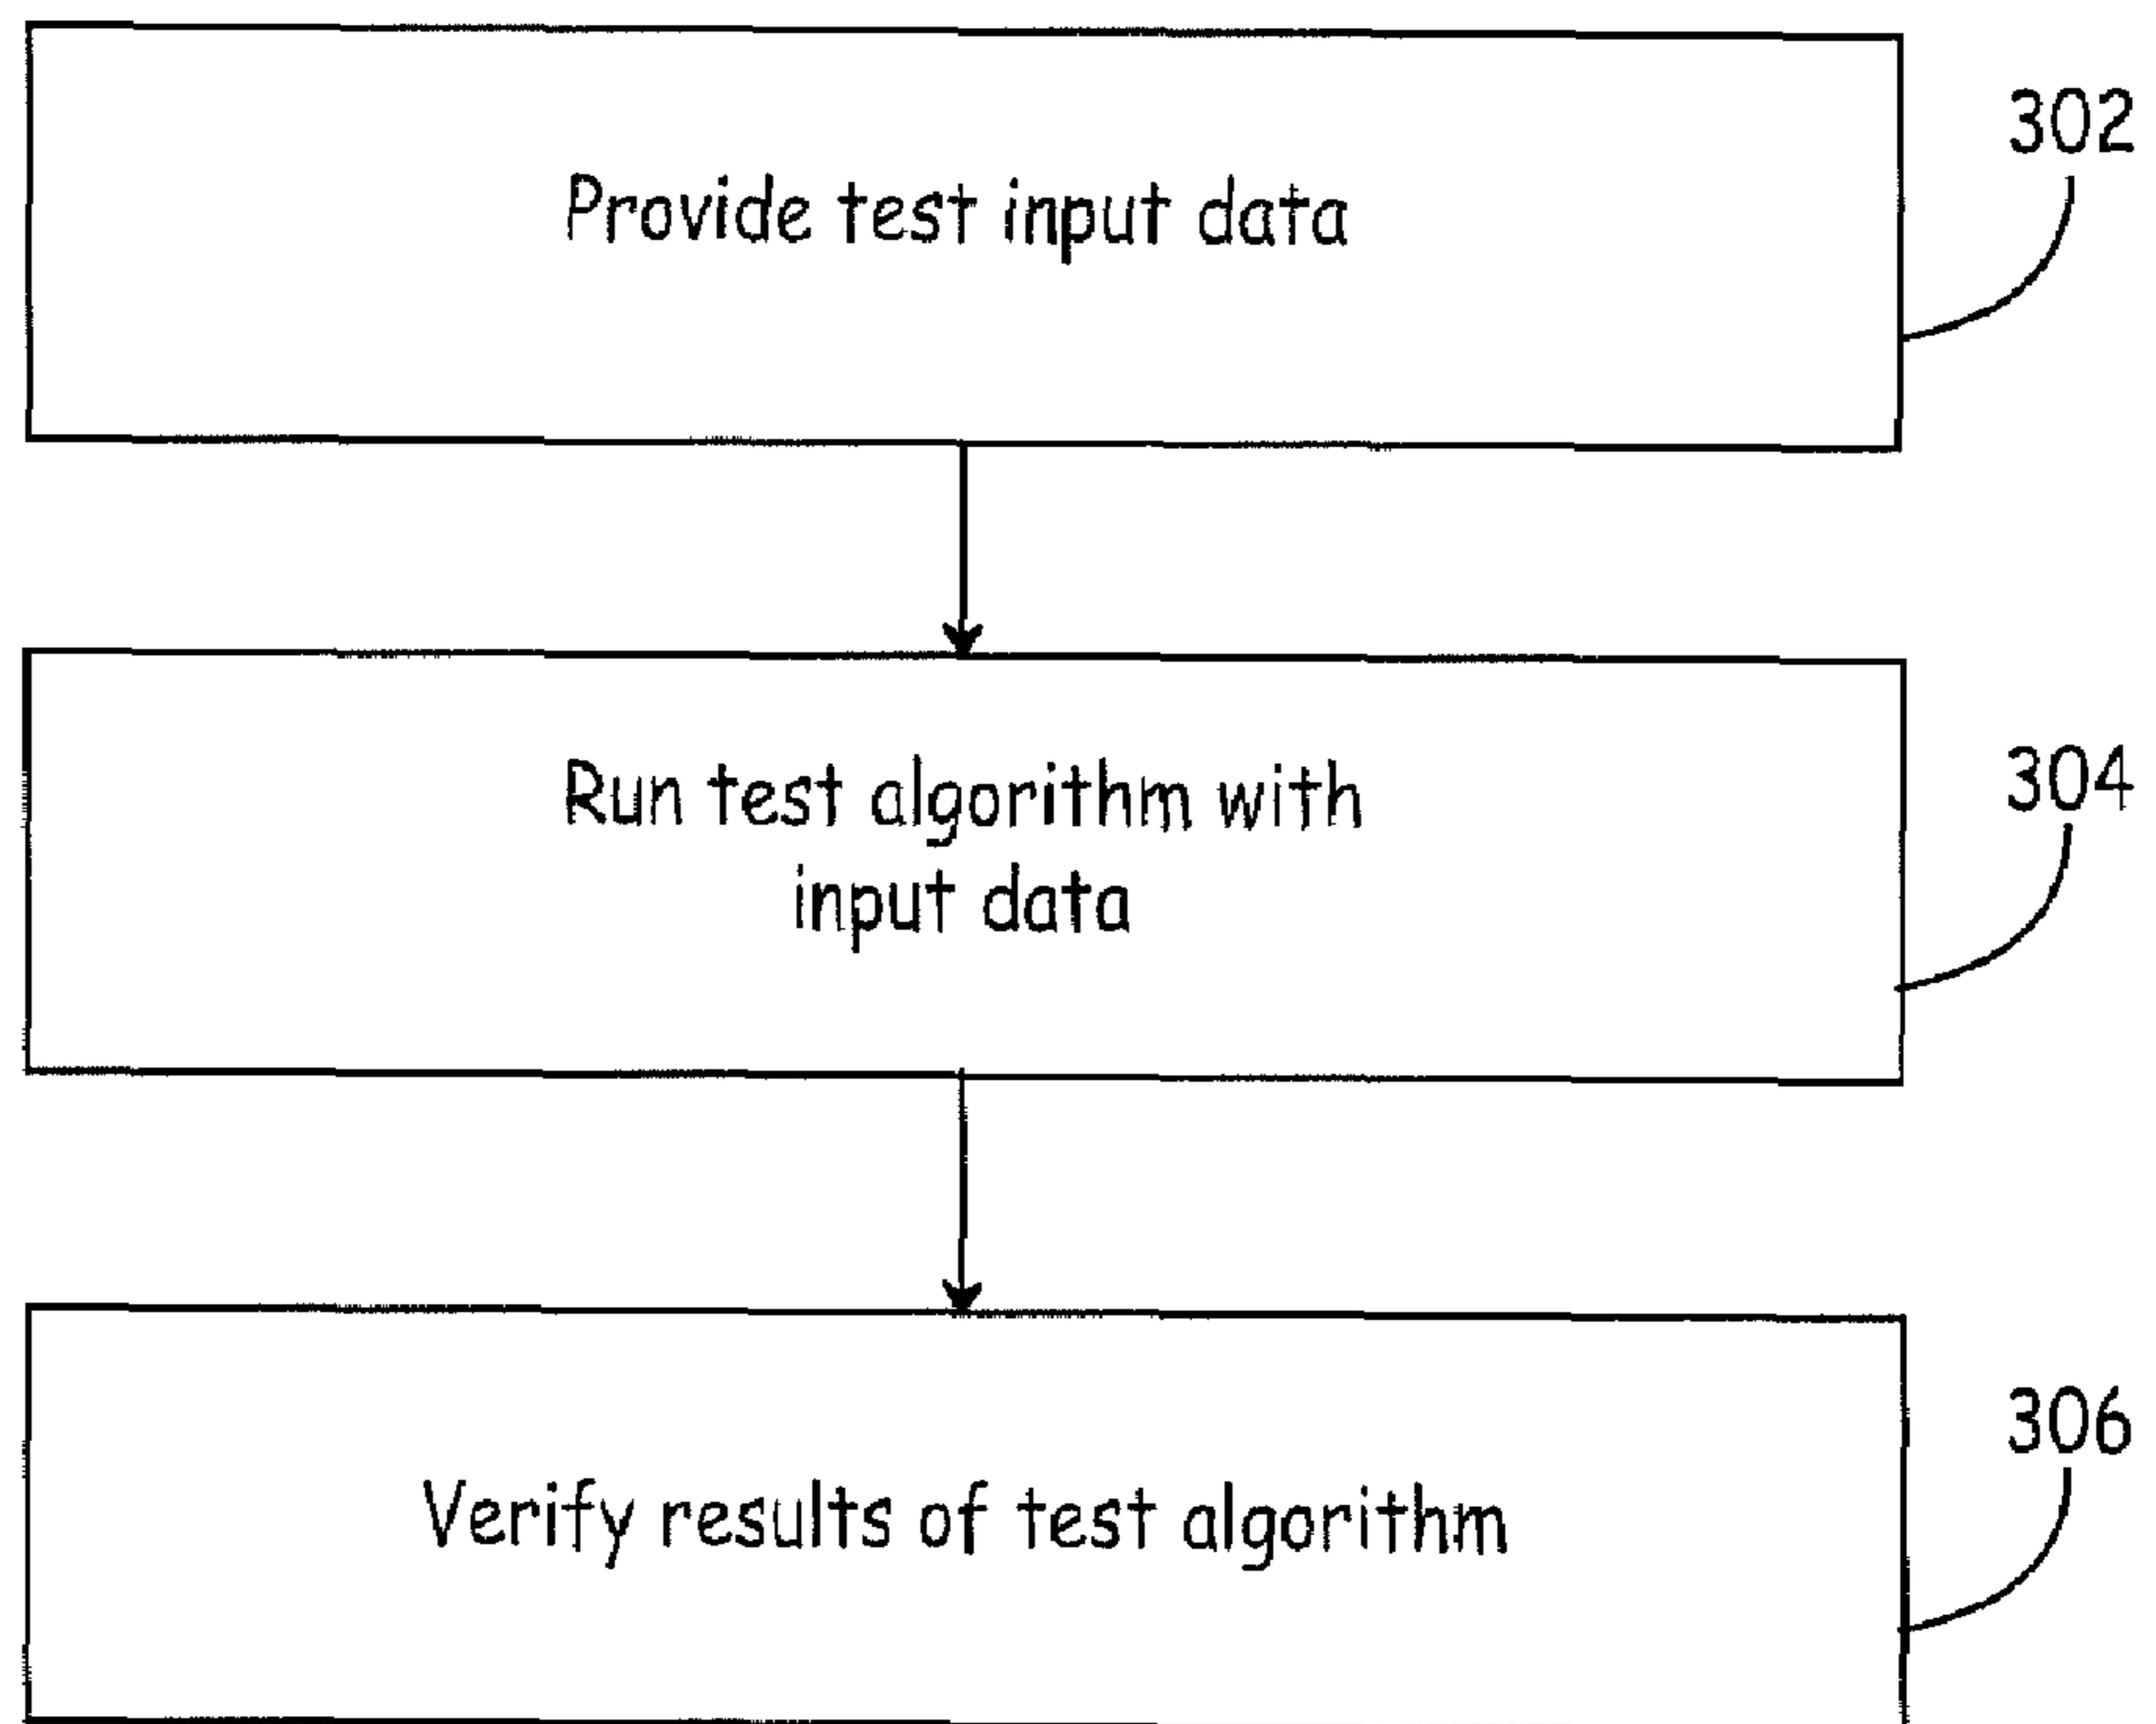 302
Provide test input data
304
Run test algorithm with
input data
306
Verify results of test algorithm